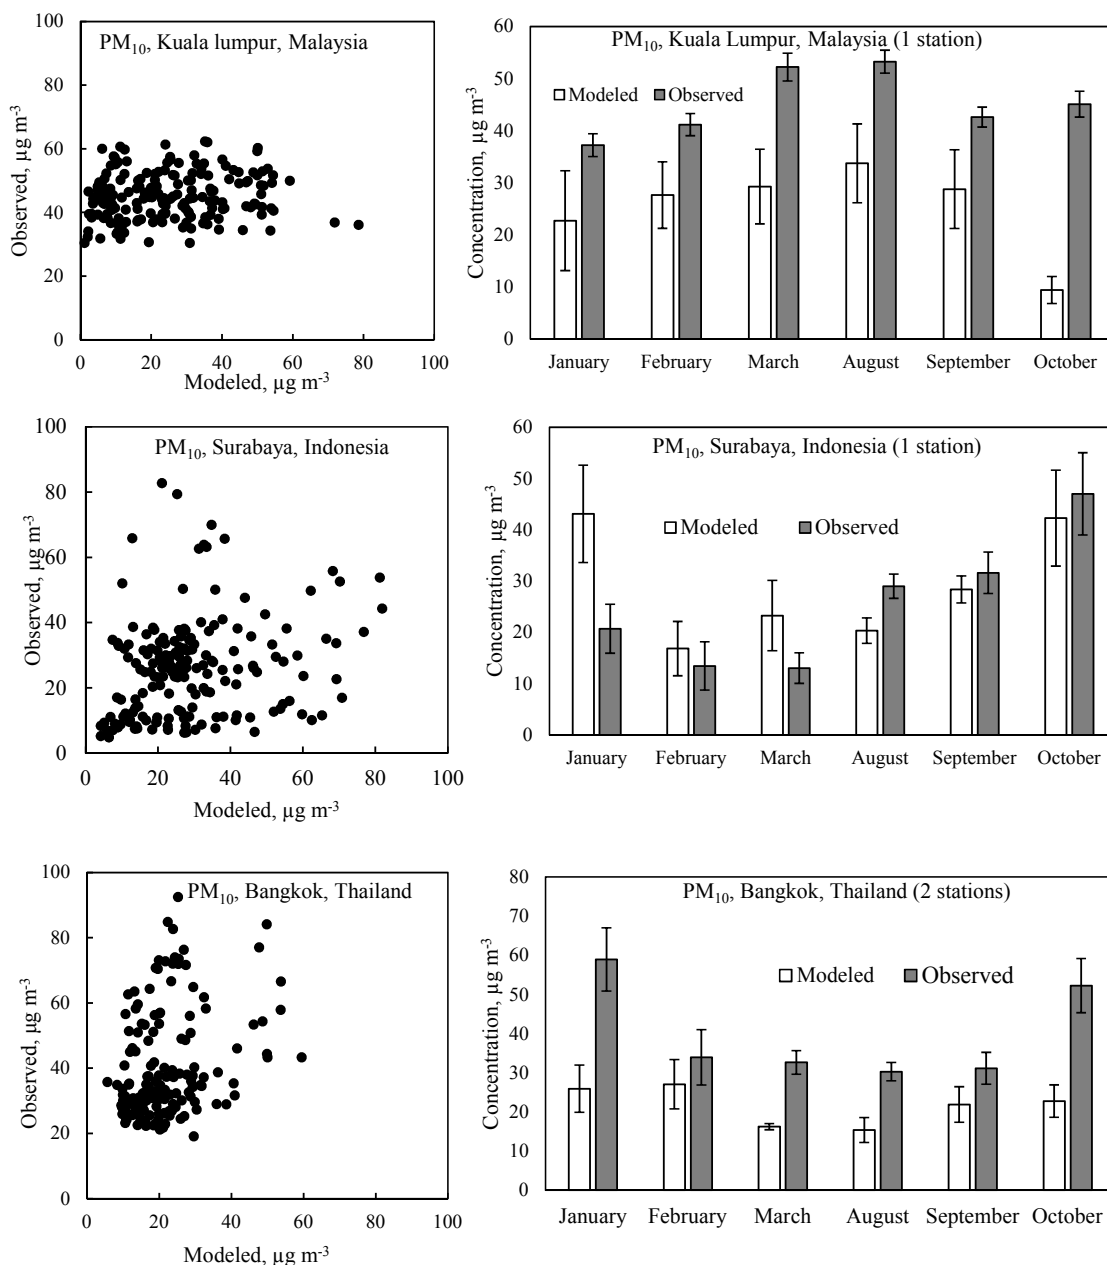 PM10, Kuala lumpur, Malaysia
Observed, µg m-3
100
80
60
40
20
0
0 20 40 60 80 100
Modeled, µg m-3
PM10, Kuala Lumpur, Malaysia (1 station)
Modeled Observed
Concentration, µg m-3
60
50
40
30
20
10
0
January February March August September October
PM10, Surabaya, Indonesia
Observed, µg m-3
100
80
60
40
20
0
0 20 40 60 80 100
Modeled, µg m-3
PM10, Surabaya, Indonesia (1 station)
Modeled Observed
Concentration, µg m-3
60
50
40
30
20
10
0
January February March August September October
PM10, Bangkok, Thailand
Observed, µg m-3
100
80
60
40
20
0
0 20 40 60 80 100
Modeled, µg m-3
PM10, Bangkok, Thailand (2 stations)
Modeled Observed
Concentration, µg m-3
80
70
60
50
40
30
20
10
0
January February March August September October